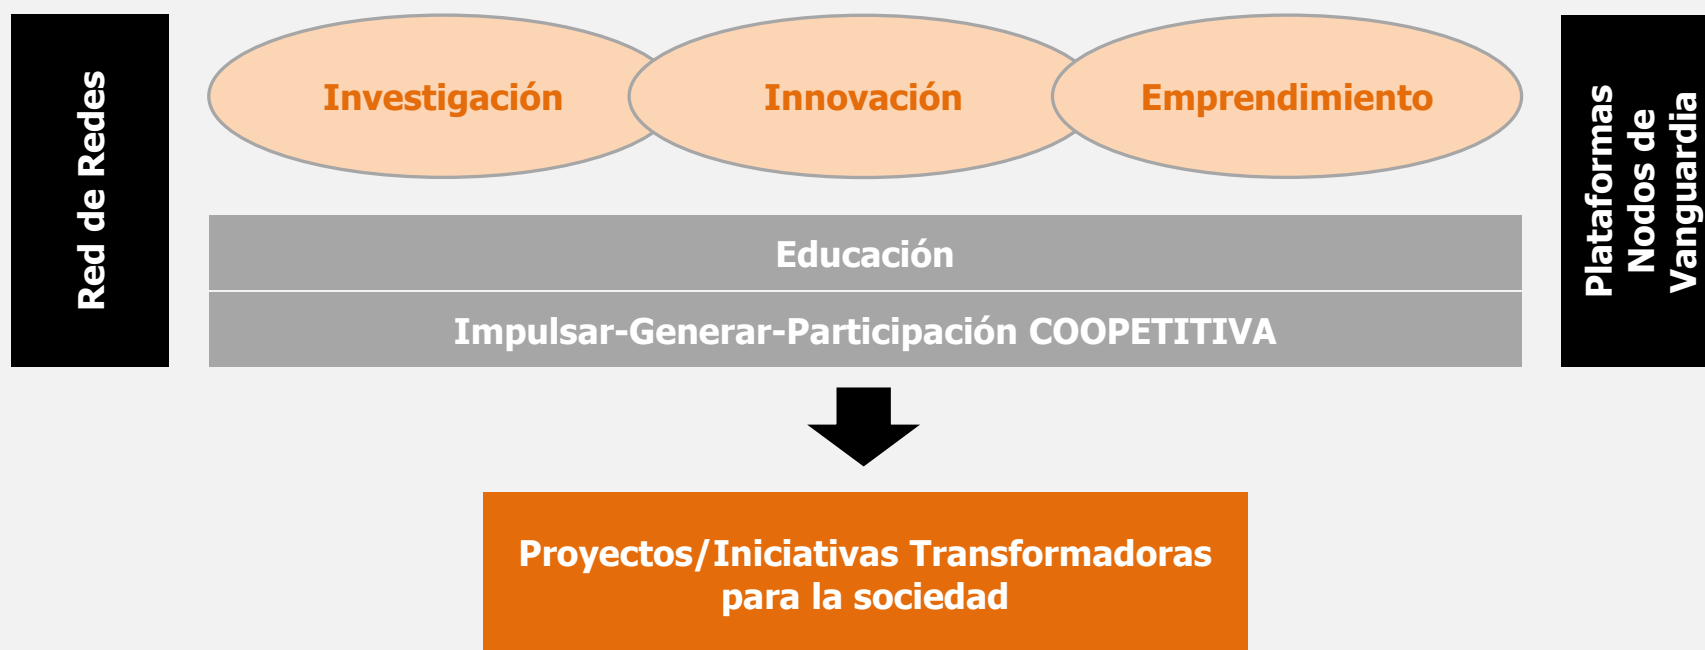 Red de Redes
Investigación
Innovación
Emprendimiento
Plataformas
Nodos de
Vanguardia
Educación
Impulsar-Generar-Participación COOPETITIVA
Proyectos/Iniciativas Transformadoras
para la sociedad